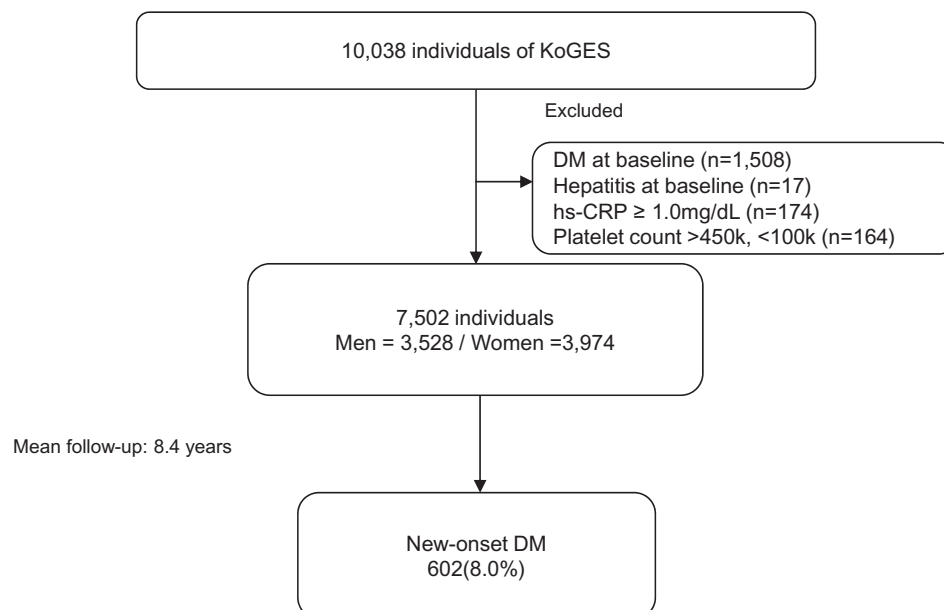 10,038 individuals of KoGES
Excluded
DM at baseline (n=1,508)
Hepatitis at baseline (n=17)
hs-CRP ≥ 1.0mg/dL (n=174)
Platelet count >450k, <100k (n=164)
7,502 individuals
Men = 3,528 / Women =3,974
Mean follow-up: 8.4 years
New-onset DM
602(8.0%)